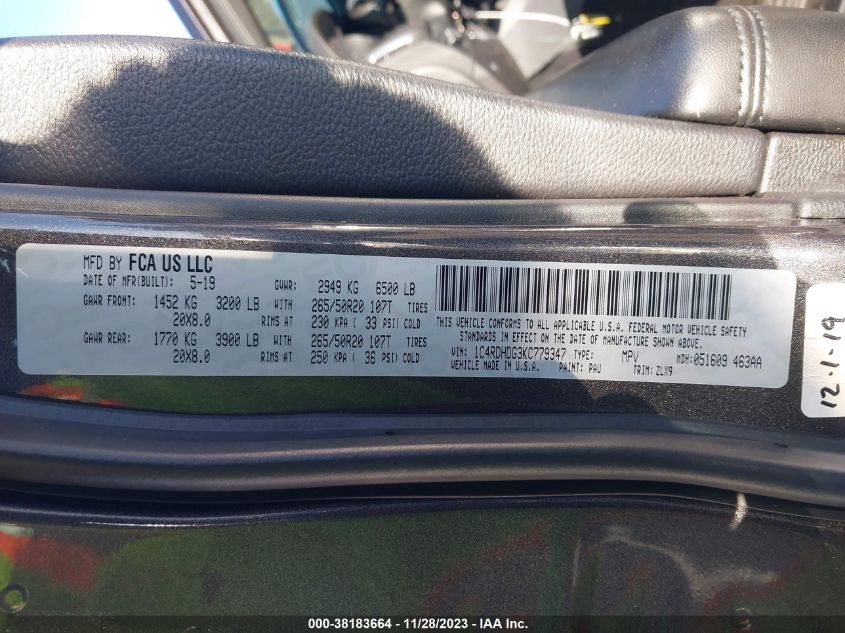 MFD BY FCA US LLC
DATE OF MFR(BUILT): 5-19 GVWR: 2949 KG 6500 LB
GAWR FRONT: 1452 KG 3200 LB WITH 265/50R20 107T TIRES
20X8.0 RIMS AT 230 KPA ( 33 PSI) COLD
GAWR REAR: 1770 KG 3900 LB WITH 265/50R20 107T TIRES
20X8.0 RIMS AT 250 KPA ( 36 PSI) COLD
THIS VEHICLE CONFORMS TO ALL APPLICABLE U.S.A. FEDERAL MOTOR VEHICLE SAFETY
STANDARDS IN EFFECT ON THE DATE OF MANUFACTURE SHOWN ABOVE.
VIN: 1C4RDHDG3KC779347 TYPE: MPV MDH: 051609 463AA
VEHICLE MADE IN U.S.A. PAINT: PAU TRIM: ZLX9
12-1-19
000-38183664 - 11/28/2023 - IAA Inc.